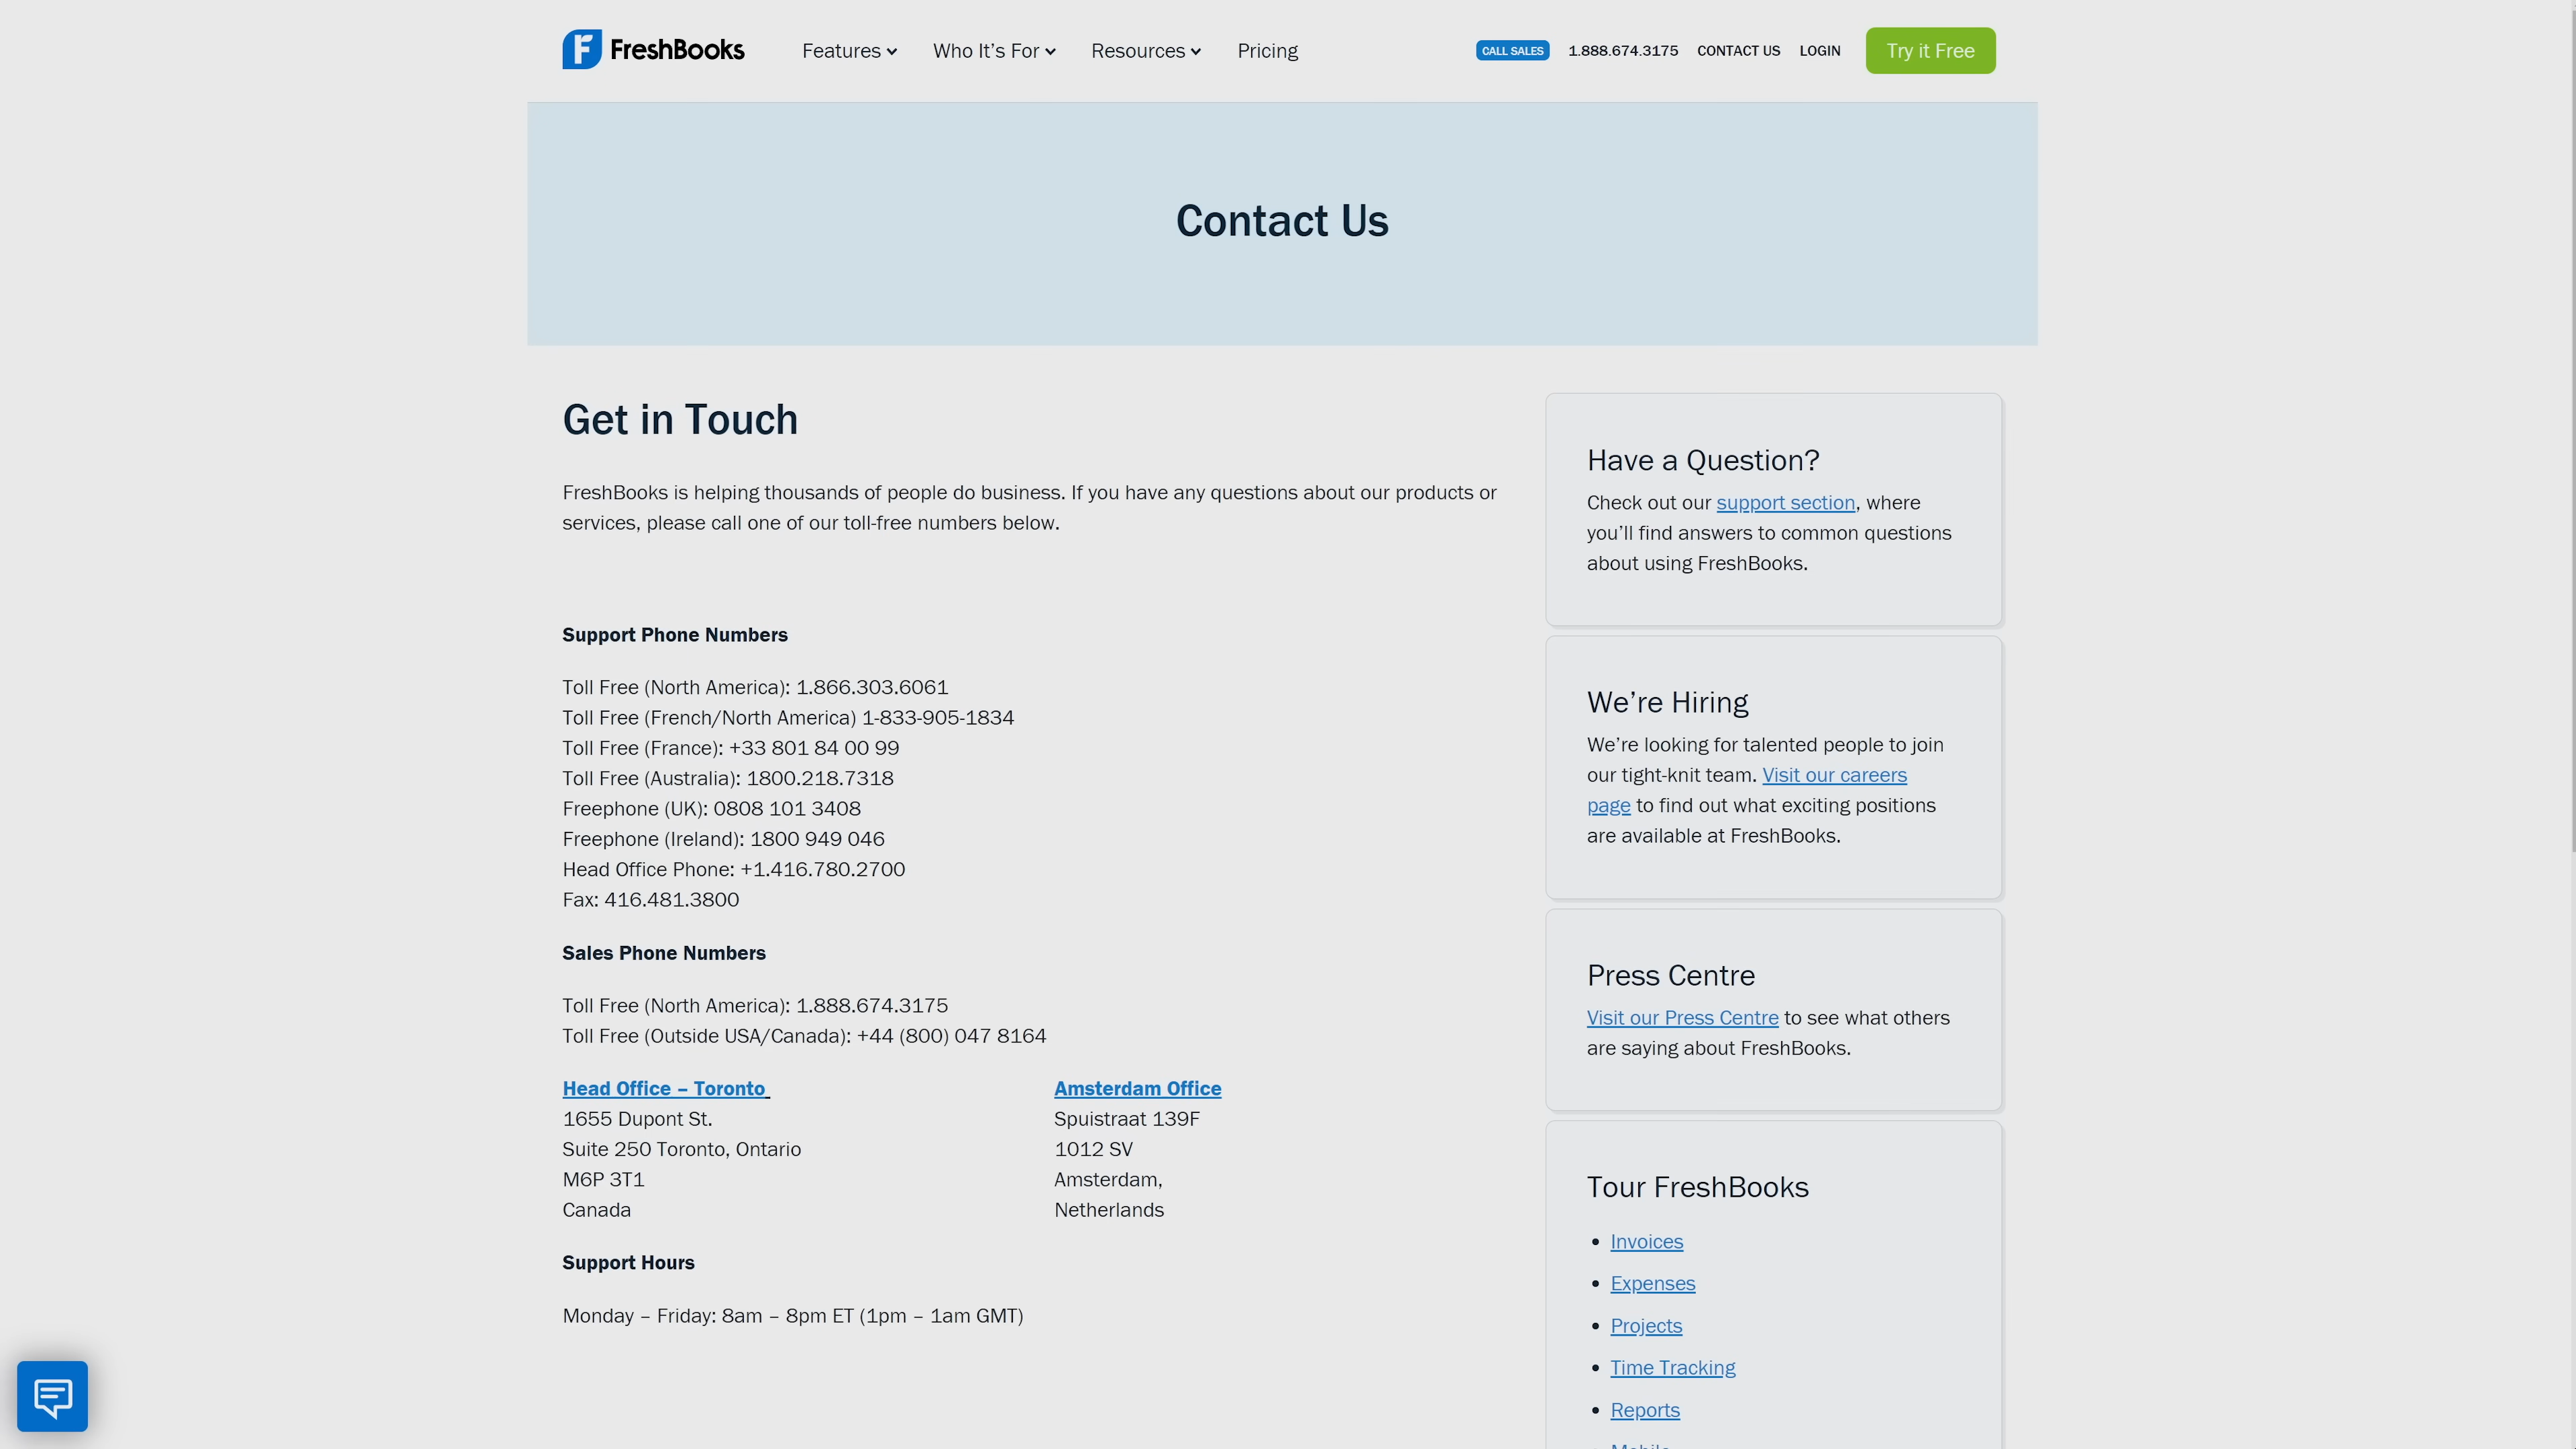 FreshBooks
Features
Who It's For
Resources
Pricing
CALL SALES
1.888.674.3175
CONTACT US
LOGIN
Try it Free
Contact Us
Get in Touch
FreshBooks is helping thousands of people do business. If you have any questions about our products or
services, please call one of our toll-free numbers below.
Support Phone Numbers
Toll Free (North America): 1.866.303.6061
Toll Free (French/North America) 1-833-905-1834
Toll Free (France): +33 801 84 00 99
Toll Free (Australia): 1800.218.7318
Freephone (UK): 0808 101 3408
Freephone (Ireland): 1800 949 046
Head Office Phone: +1.416.780.2700
Fax: 416.481.3800
Sales Phone Numbers
Toll Free (North America): 1.888.674.3175
Toll Free (Outside USA/Canada): +44 (800) 047 8164
Head Office – Toronto
1655 Dupont St.
Suite 250 Toronto, Ontario
M6P 3T1
Canada
Amsterdam Office
Spuistraat 139F
1012 SV
Amsterdam,
Netherlands
Support Hours
Monday – Friday: 8am – 8pm ET (1pm – 1am GMT)
Have a Question?
Check out our support section, where
you'll find answers to common questions
about using FreshBooks.
We're Hiring
We're looking for talented people to join
our tight-knit team. Visit our careers
page to find out what exciting positions
are available at FreshBooks.
Press Centre
Visit our Press Centre to see what others
are saying about FreshBooks.
Tour FreshBooks
• Invoices
• Expenses
• Projects
• Time Tracking
• Reports